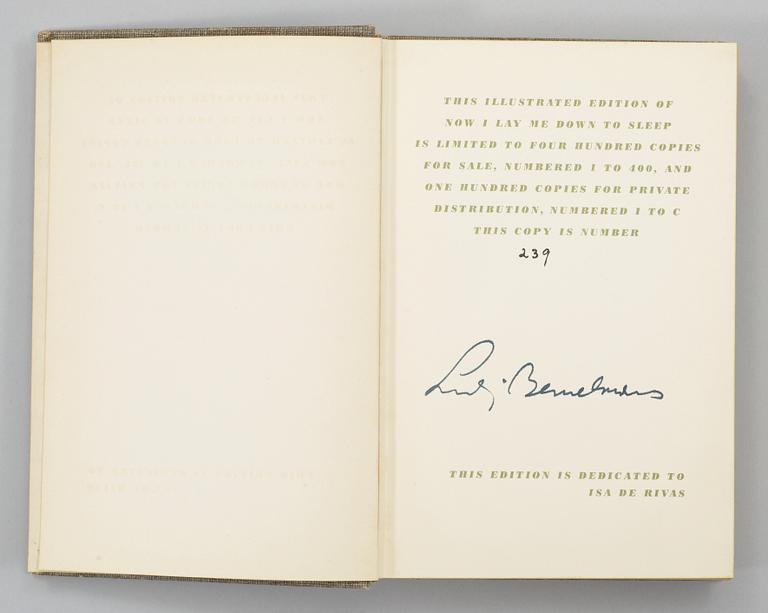 THIS ILLUSTRATED EDITION OF
NOW I LAY ME DOWN TO SLEEP
IS LIMITED TO FOUR HUNDRED COPIES
FOR SALE, NUMBERED 1 TO 400, AND
ONE HUNDRED COPIES FOR PRIVATE
DISTRIBUTION, NUMBERED I TO C
THIS COPY IS NUMBER
239
Ludwig Bemelmans
THIS EDITION IS DEDICATED TO
ISA DE RIVAS